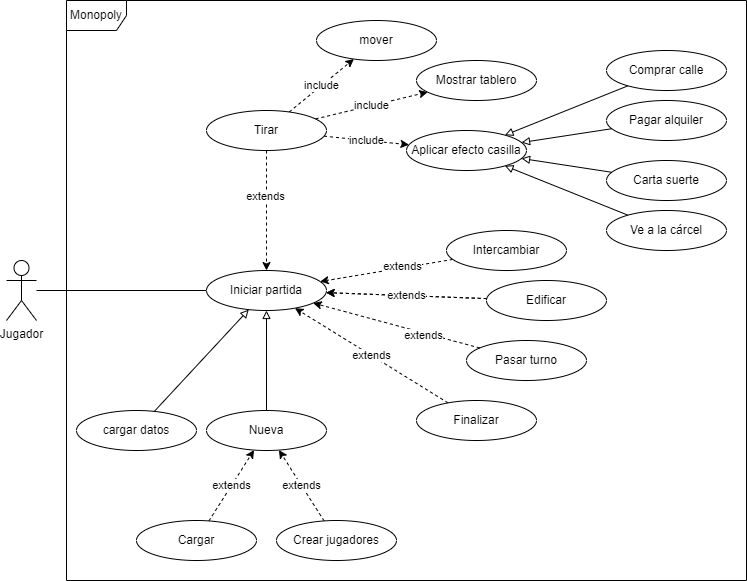 Monopoly
mover
include
Mostrar tablero
include
Comprar calle
Tirar
include
Aplicar efecto casilla
Pagar alquiler
Carta suerte
extends
Ve a la cárcel
Intercambiar
extends
Jugador
Iniciar partida
extends
Edificar
extends
Pasar turno
extends
Finalizar
cargar datos
Nueva
extends
extends
Cargar
Crear jugadores